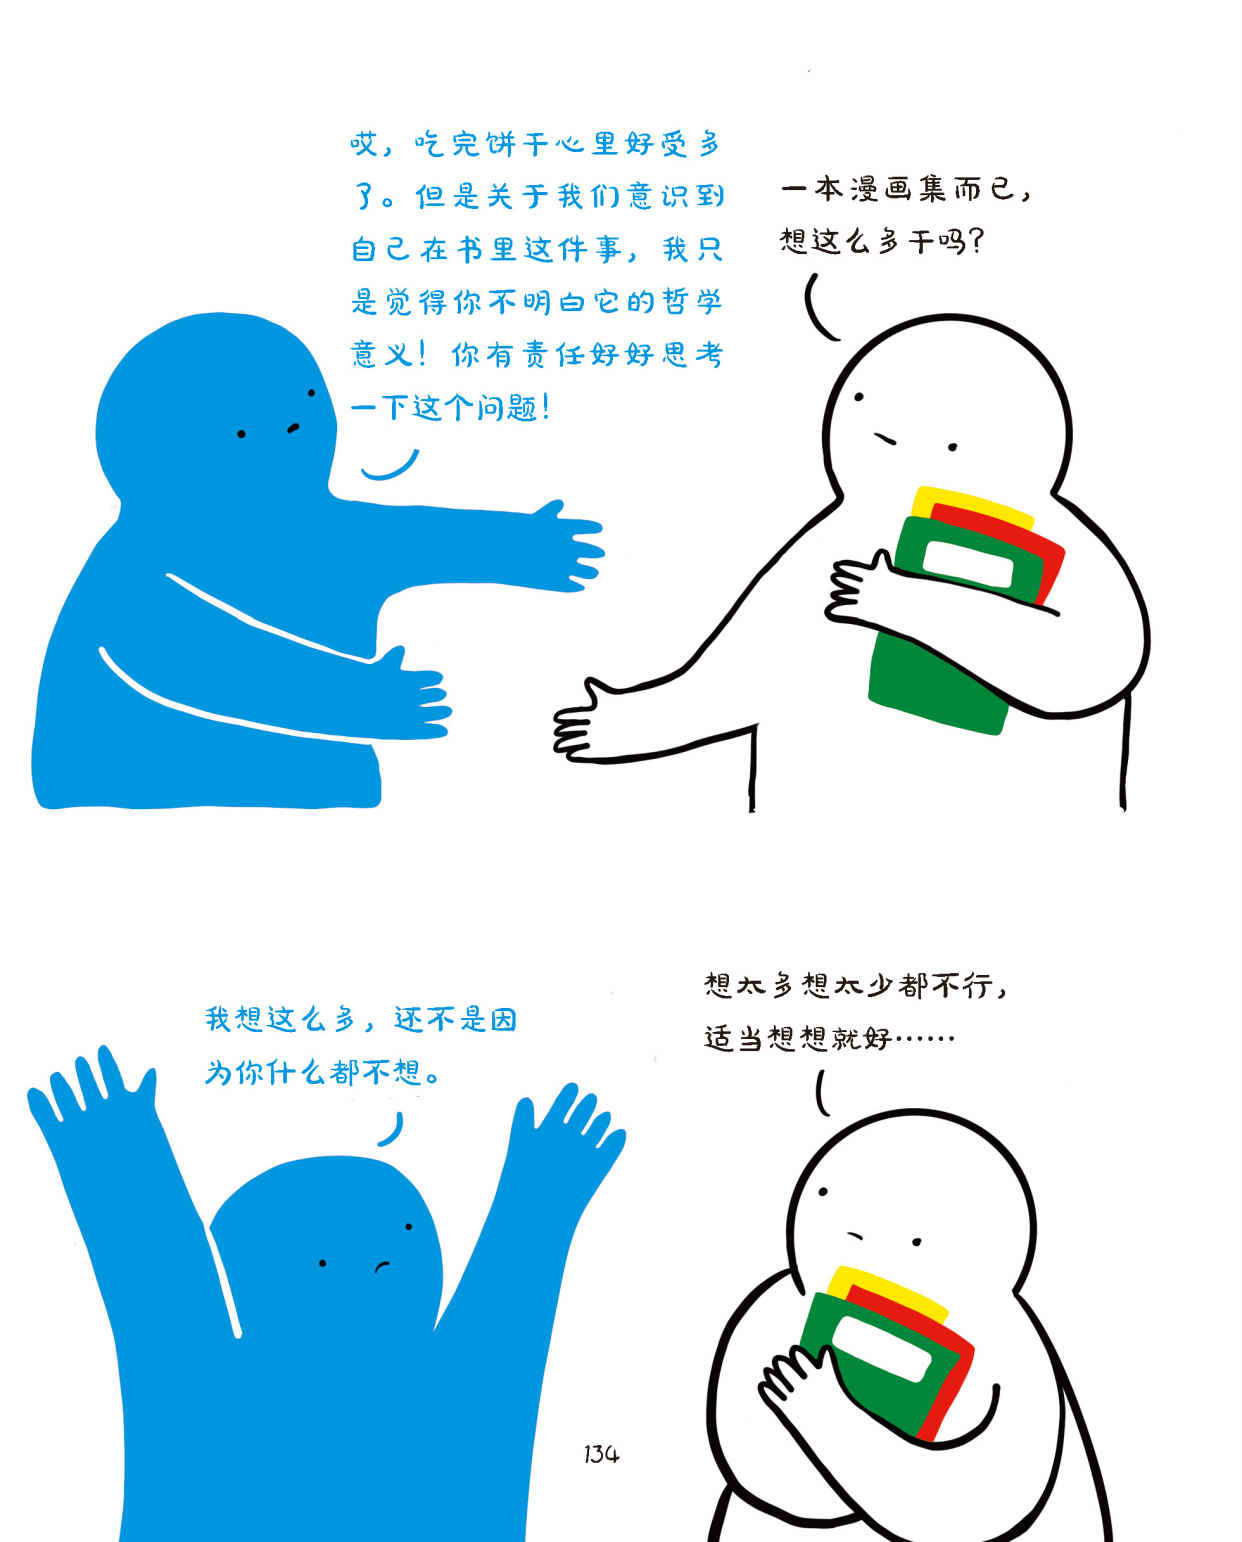 哎，吃完饼干心里好受多
了。但是关于我们意识到
自己在书里这件事，我只
是觉得你不明白它的哲学
意义！你有责任好好思考
一下这个问题！
一本漫画集而已，
想这么多干吗？
我想这么多，还不是因
为你什么都不想。
想太多想太少都不行，
适当想想就好……
134